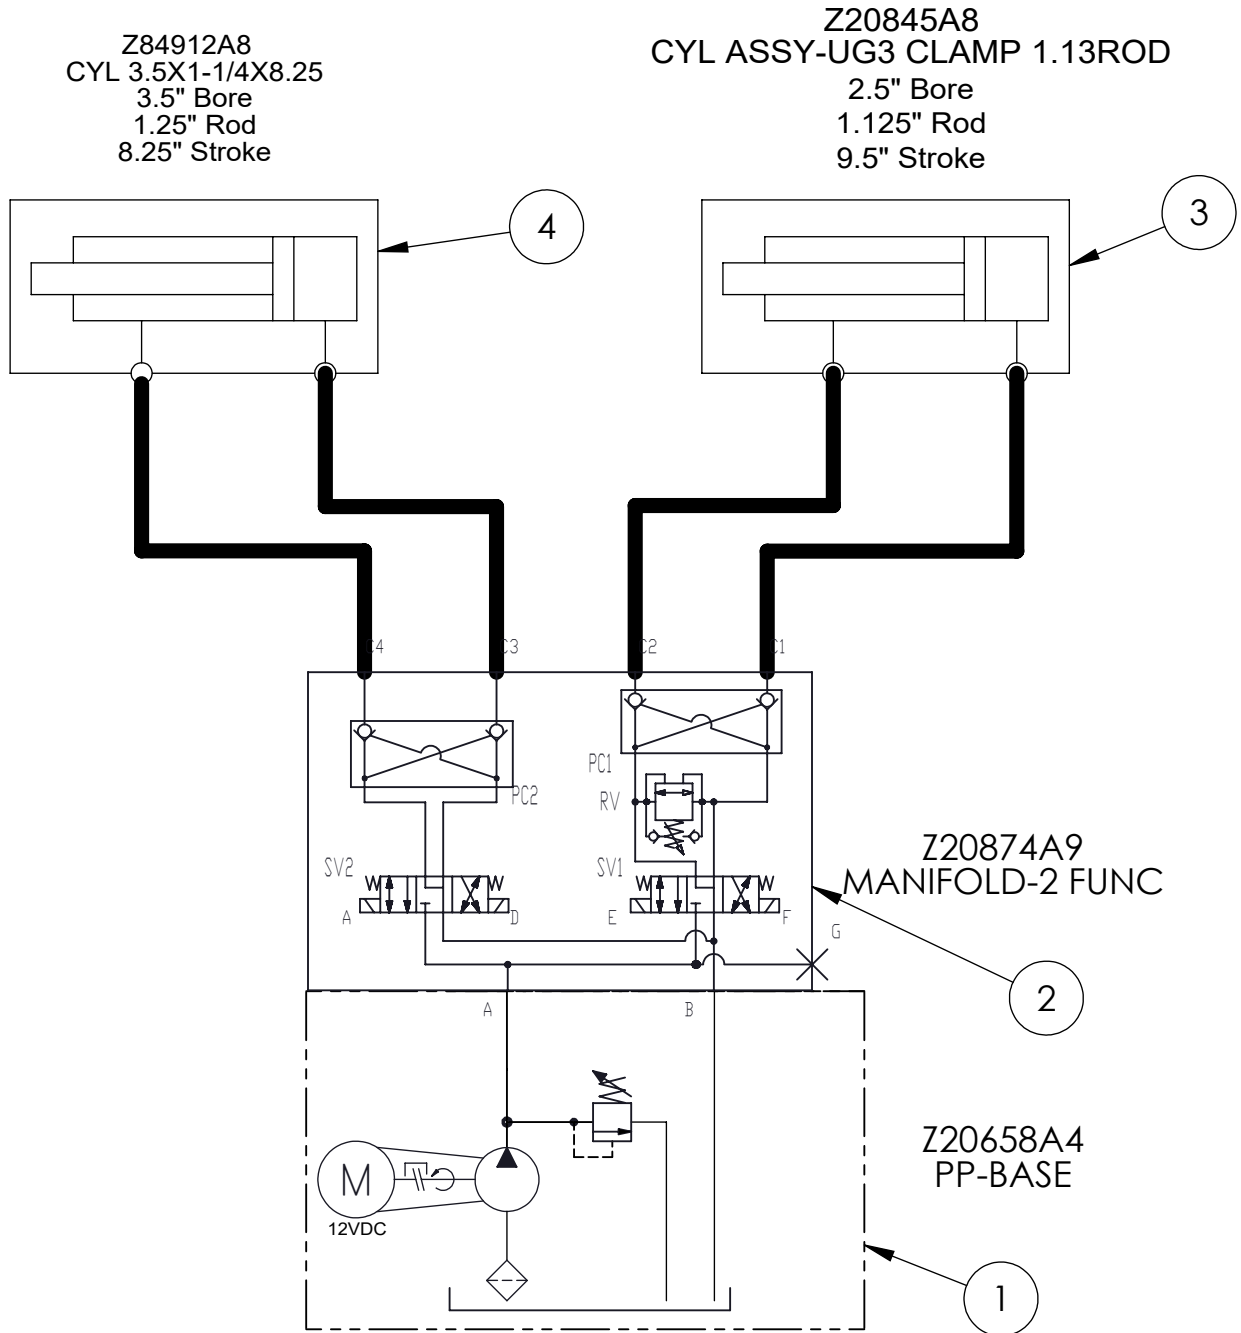 Z84912A8
CYL 3.5X1-1/4X8.25
3.5" Bore
1.25" Rod
8.25" Stroke
Z20845A8
CYL ASSY-UG3 CLAMP 1.13ROD
2.5" Bore
1.125" Rod
9.5" Stroke
4
3
C4
C3
C2
C1
PC1
PC2
RV
SV2
SV1
A
D
E
F
G
Z20874A9
MANIFOLD-2 FUNC
2
A
B
Z20658A4
PP-BASE
M
12VDC
1